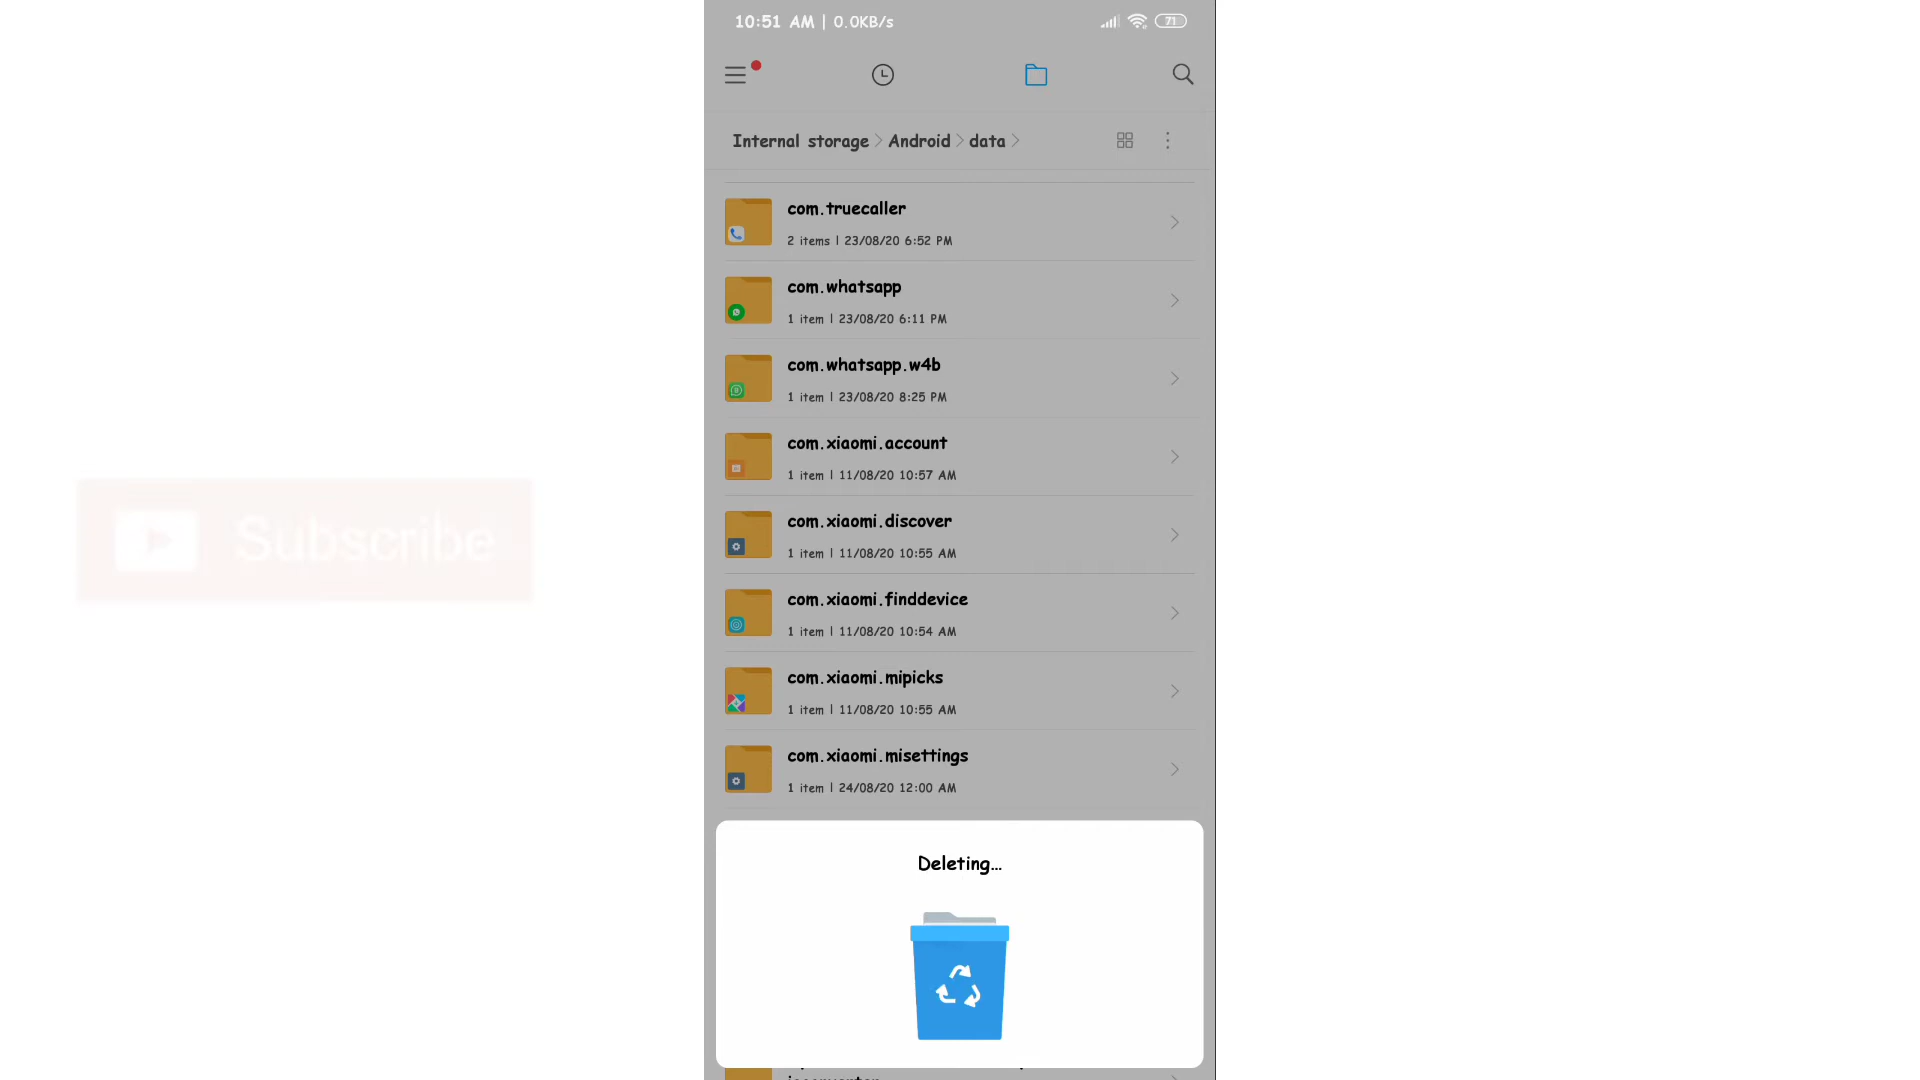 10:51 AM | 0.0KB/s
71
Internal storage > Android > data >
com.truecaller
2 items | 23/08/20 6:52 PM
com.whatsapp
1 item | 23/08/20 6:11 PM
com.whatsapp.w4b
1 item | 23/08/20 8:25 PM
com.xiaomi.account
1 item | 11/08/20 10:57 AM
com.xiaomi.discover
1 item | 11/08/20 10:55 AM
Subscribe
com.xiaomi.finddevice
1 item | 11/08/20 10:54 AM
com.xiaomi.mipicks
1 item | 11/08/20 10:55 AM
com.xiaomi.misettings
1 item | 24/08/20 12:00 AM
Deleting...